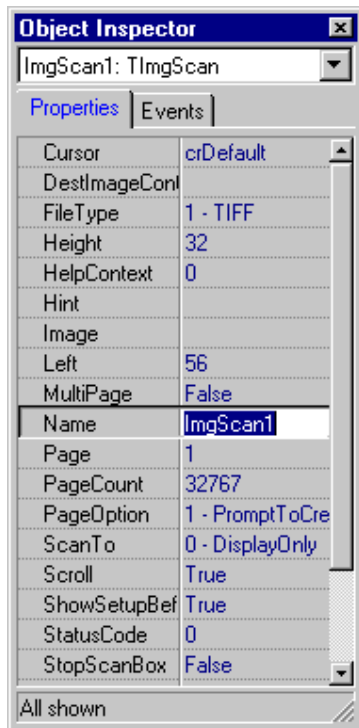 Object Inspector
ImgScan1: TImgScan
Properties Events
Cursor crDefault
DestImageCont
FileType 1 - TIFF
Height 32
HelpContext 0
Hint
Image
Left 56
MultiPage False
Name ImgScan1
Page 1
PageCount 32767
PageOption 1 - PromptToCre
ScanTo 0 - DisplayOnly
Scroll True
ShowSetupBef True
StatusCode 0
StopScanBox False
All shown